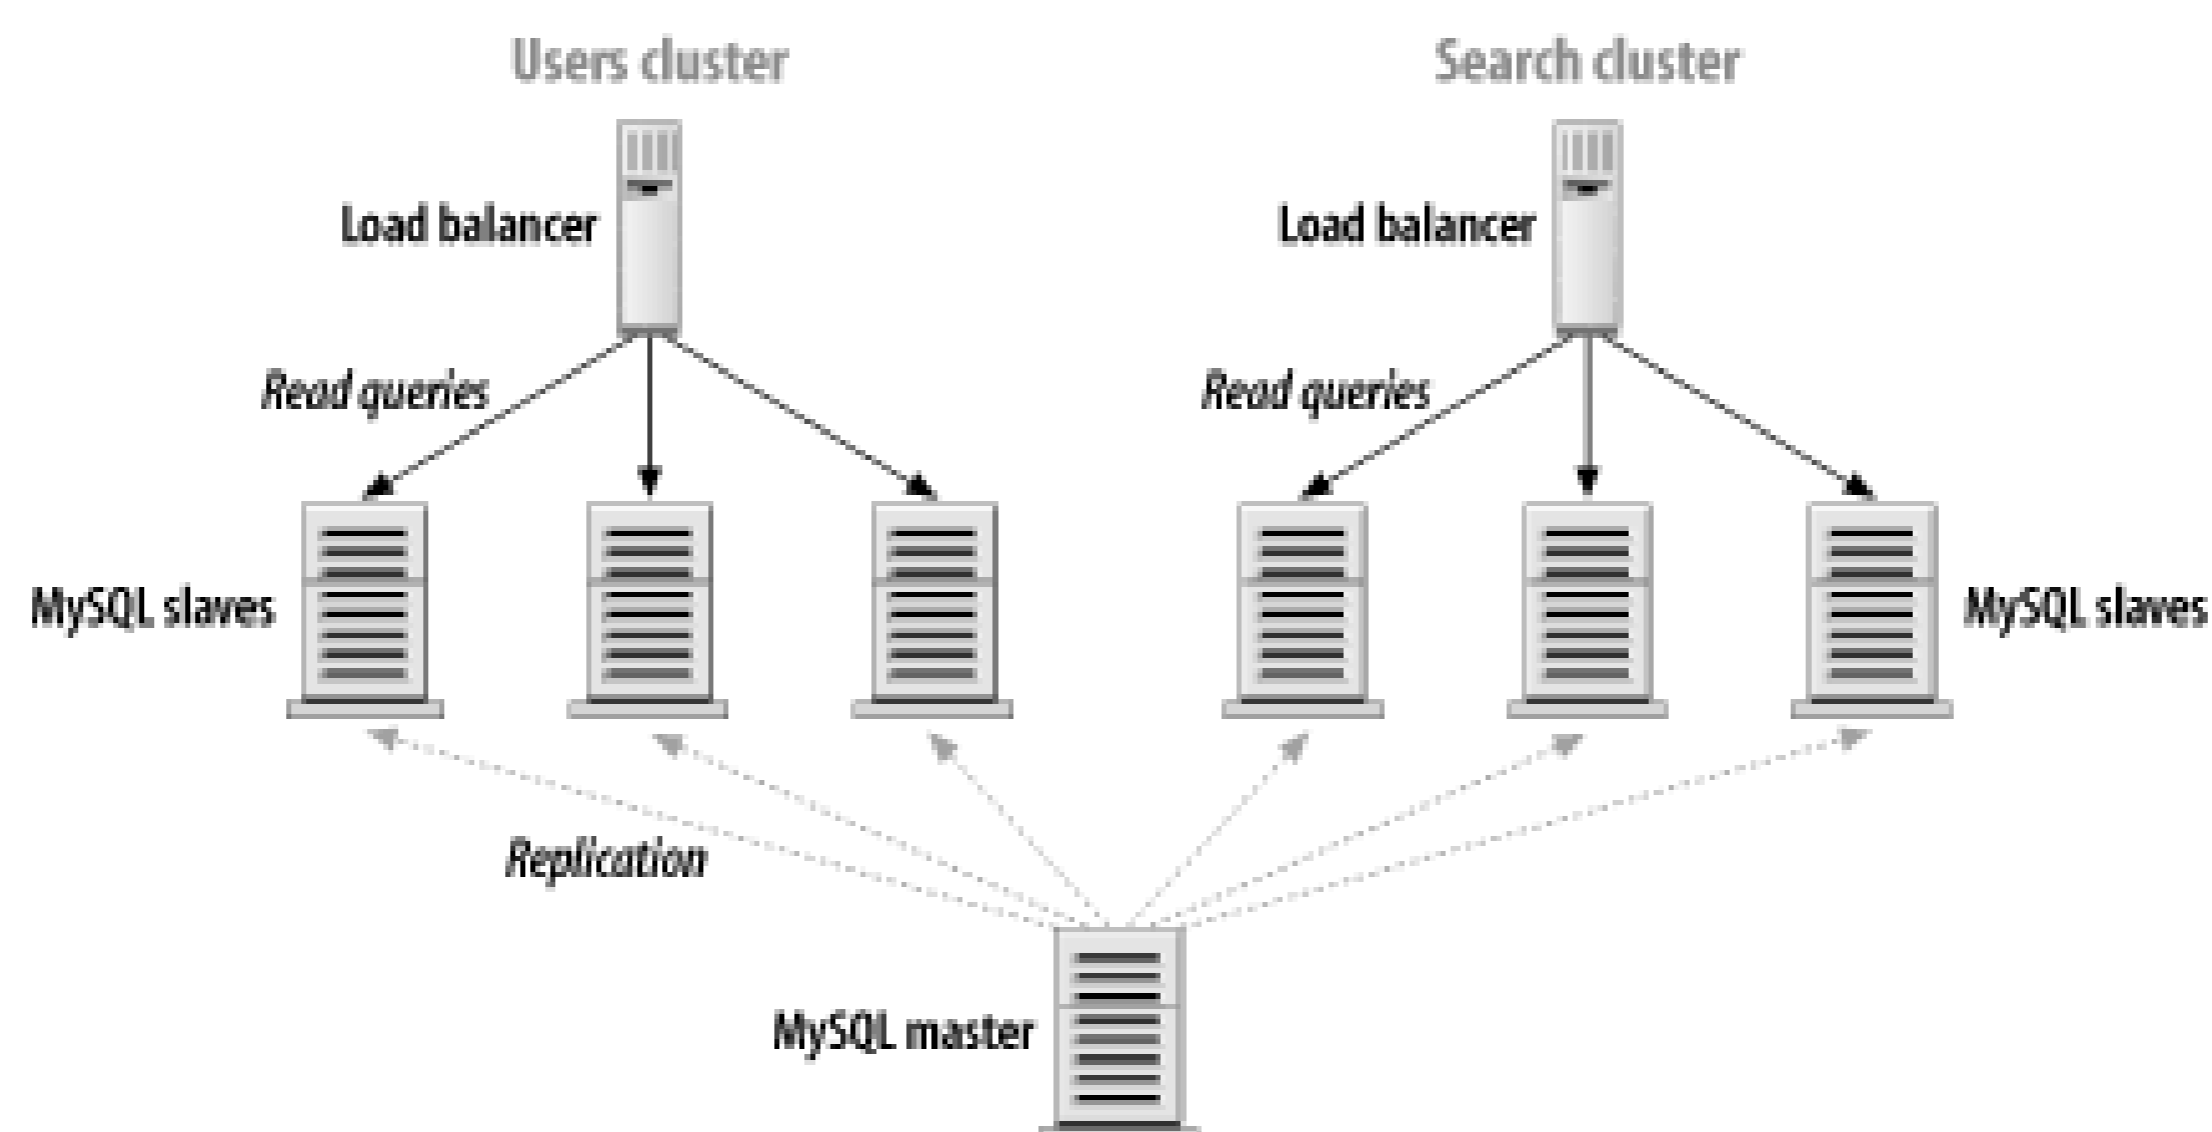 Users cluster
Search cluster
Load balancer
Load balancer
Read queries
Read queries
MySQL slaves
MySQL slaves
Replication
MySQL master